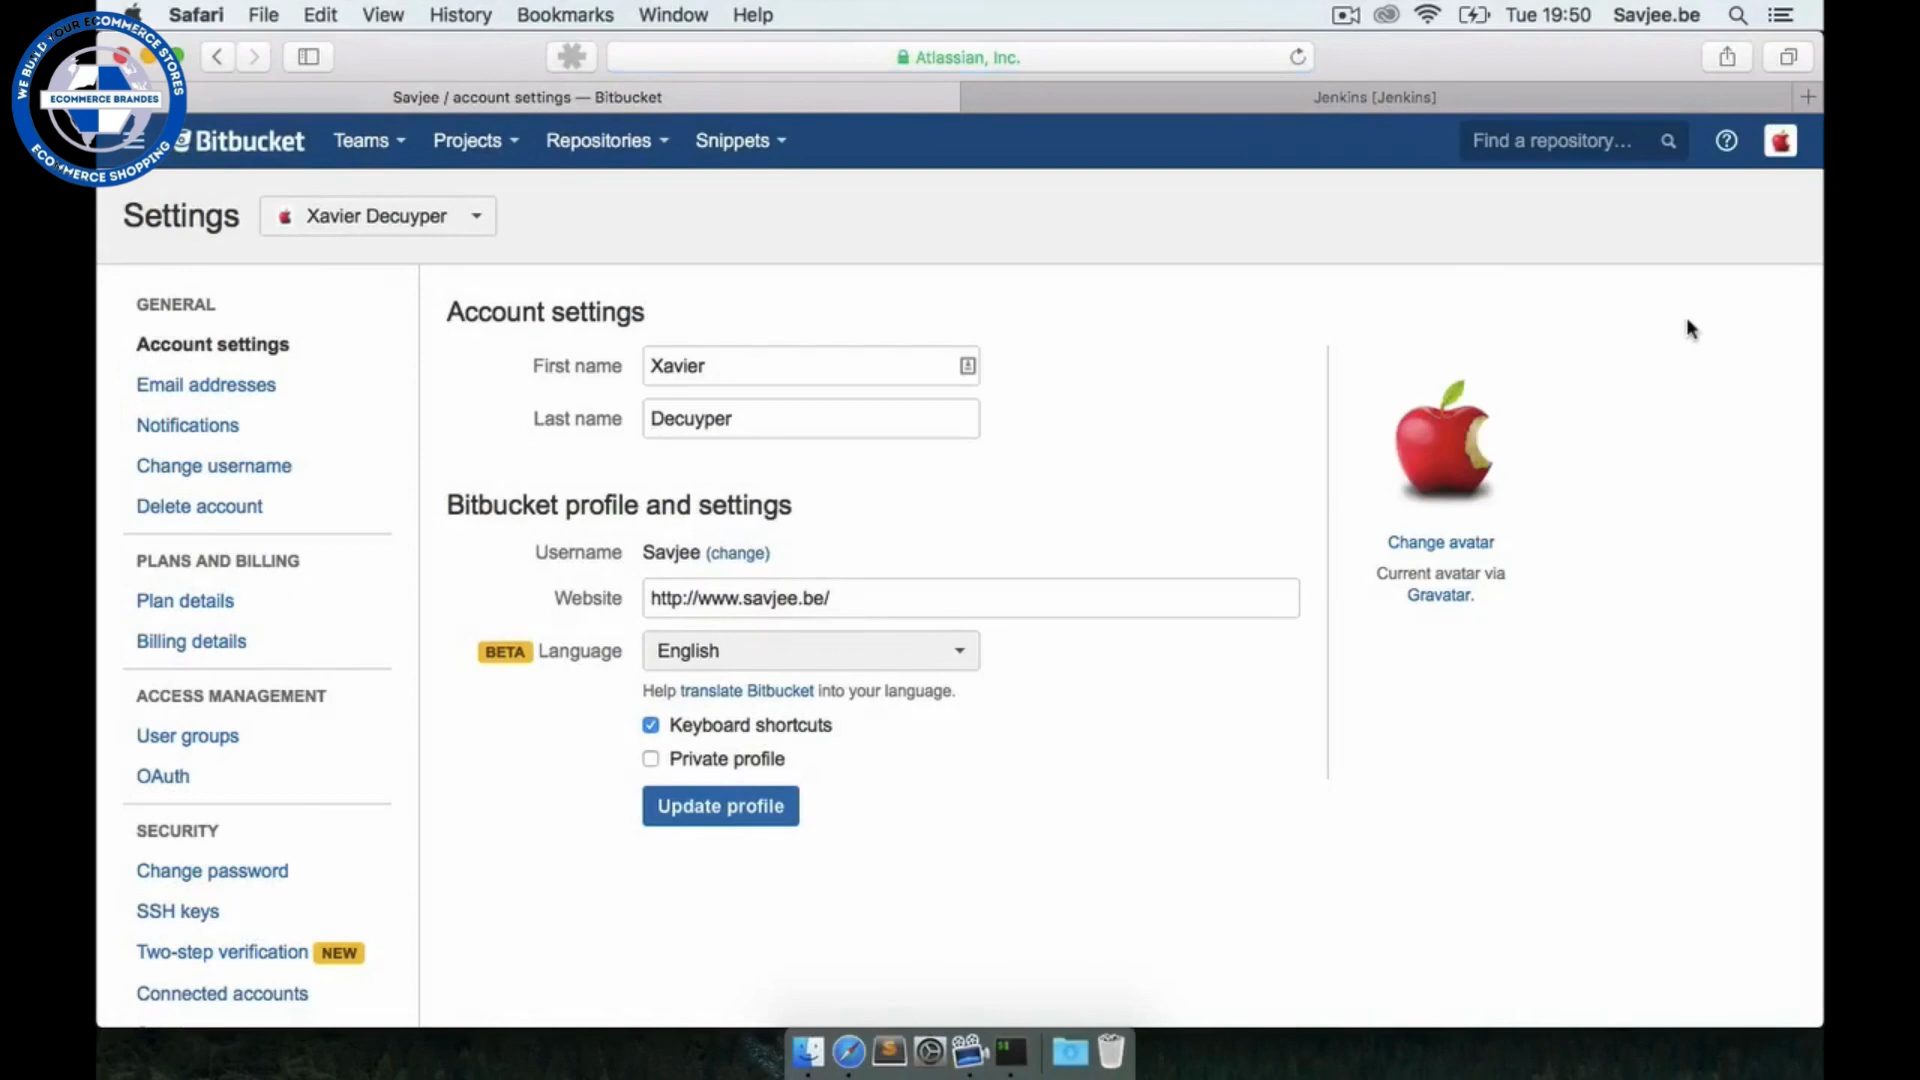 Safari File Edit View History Bookmarks Window Help Tue 19:50 Savjee.be
WE BUILD YOUR ECOMMERCE STORES
ECOMMERCE BRANDES
ECOMMERCE SHOPPING
Atlassian, Inc.
Savjee / account settings — Bitbucket Jenkins [Jenkins]
Bitbucket Teams Projects Repositories Snippets Find a repository...
Settings Xavier Decuyper
GENERAL
Account settings
Email addresses
Notifications
Change username
Delete account
PLANS AND BILLING
Plan details
Billing details
ACCESS MANAGEMENT
User groups
OAuth
SECURITY
Change password
SSH keys
Two-step verification NEW
Connected accounts
Account settings
First name Xavier
Last name Decuyper
Bitbucket profile and settings
Username Savjee (change)
Website http://www.savjee.be/
BETA Language English
Help translate Bitbucket into your language.
Keyboard shortcuts
Private profile
Update profile
Change avatar
Current avatar via
Gravatar.